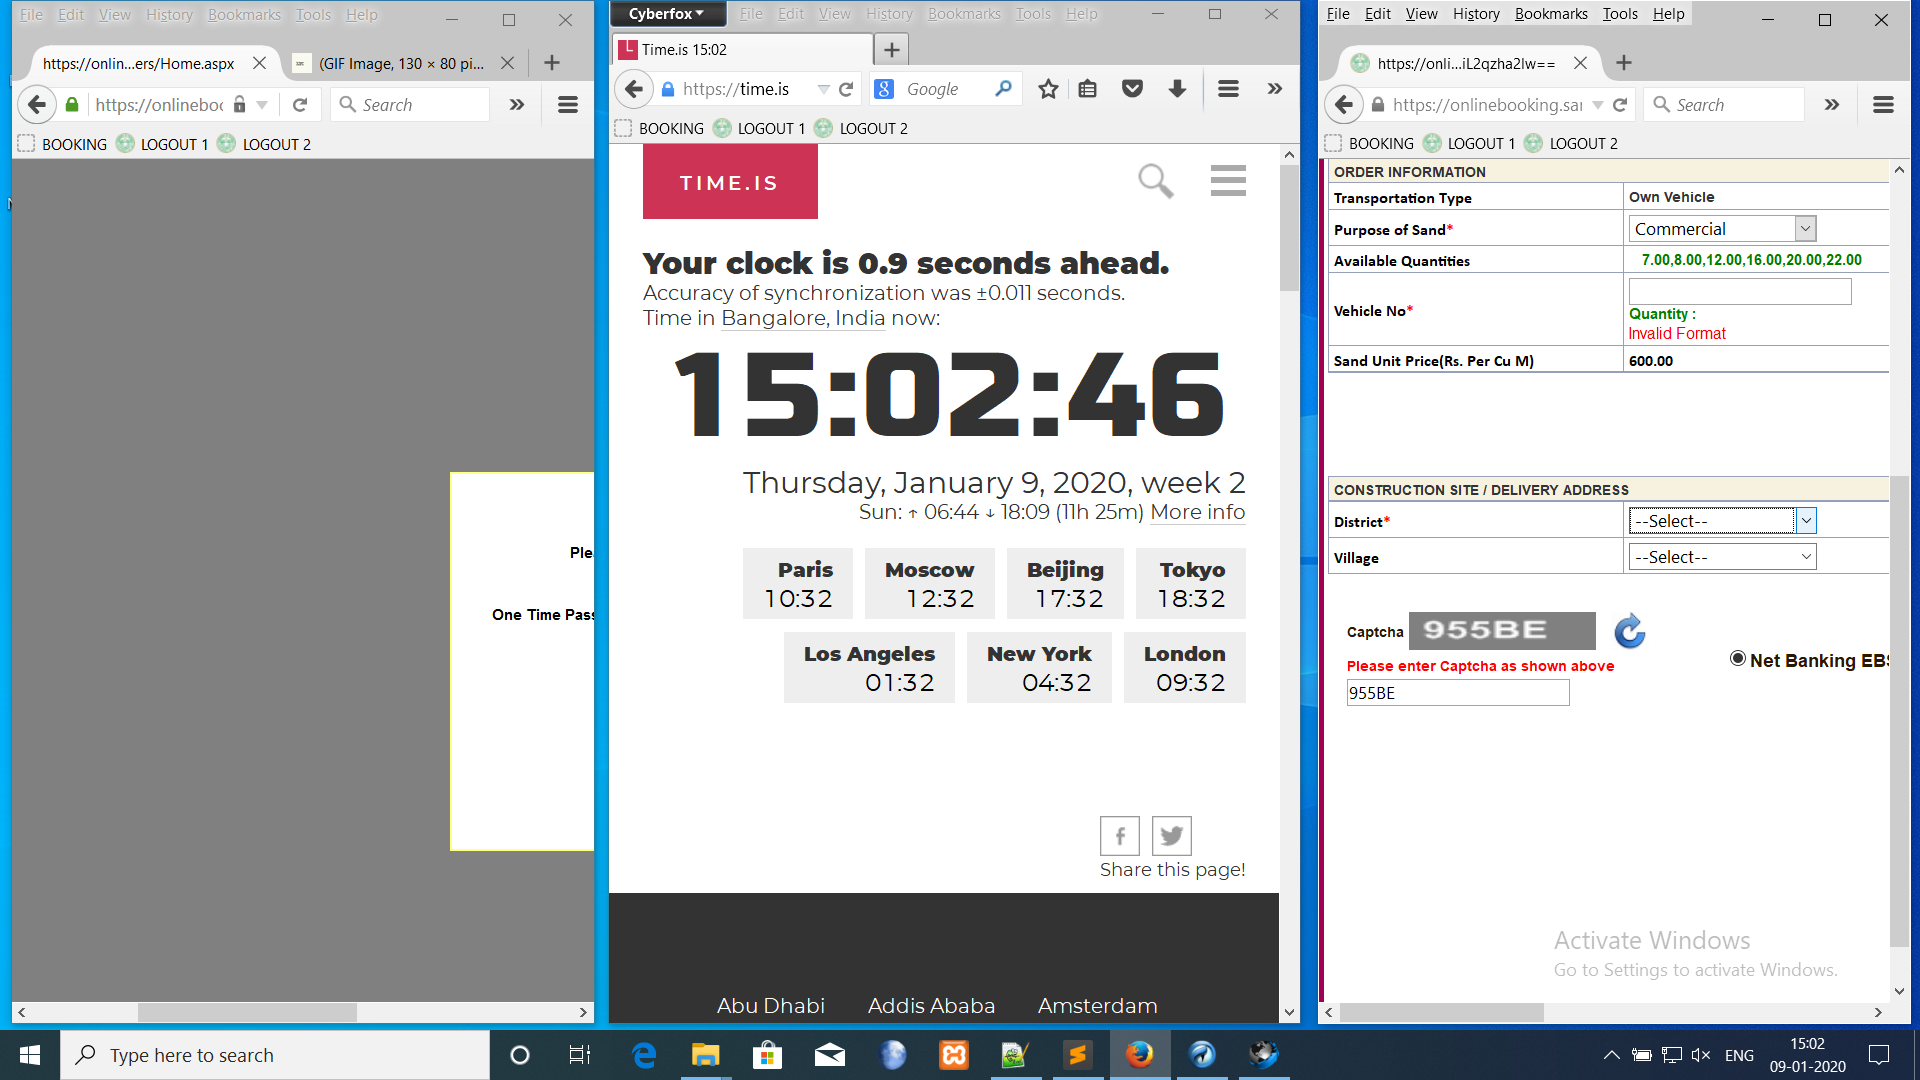 File Edit View History Bookmarks Tools Help
https://onlin...ers/Home.aspx
(GIF Image, 130 × 80 pi...
https://onlineboo
Search
BOOKING LOGOUT 1 LOGOUT 2
Plea
One Time Pass
Cyberfox
File Edit View History Bookmarks Tools Help
Time.is 15:02
https://time.is
Google
BOOKING LOGOUT 1 LOGOUT 2
TIME.IS
Your clock is 0.9 seconds ahead.
Accuracy of synchronization was ±0.011 seconds.
Time in Bangalore, India now:
15:02:46
Thursday, January 9, 2020, week 2
Sun: ↑ 06:44 ↓ 18:09 (11h 25m) More info
Paris Moscow Beijing Tokyo
10:32 12:32 17:32 18:32
Los Angeles New York London
01:32 04:32 09:32
Share this page!
Abu Dhabi Addis Ababa Amsterdam
File Edit View History Bookmarks Tools Help
https://onli...iL2qzha2lw==
https://onlinebooking.sar
Search
BOOKING LOGOUT 1 LOGOUT 2
ORDER INFORMATION
Transportation Type Own Vehicle
Purpose of Sand* Commercial
Available Quantities 7.00,8.00,12.00,16.00,20.00,22.00
Vehicle No*
Quantity :
Invalid Format
Sand Unit Price(Rs. Per Cu M) 600.00
CONSTRUCTION SITE / DELIVERY ADDRESS
District* --Select--
Village --Select--
Captcha 955BE
Please enter Captcha as shown above
955BE
Net Banking EBS
Activate Windows
Go to Settings to activate Windows.
Type here to search
ENG
15:02
09-01-2020